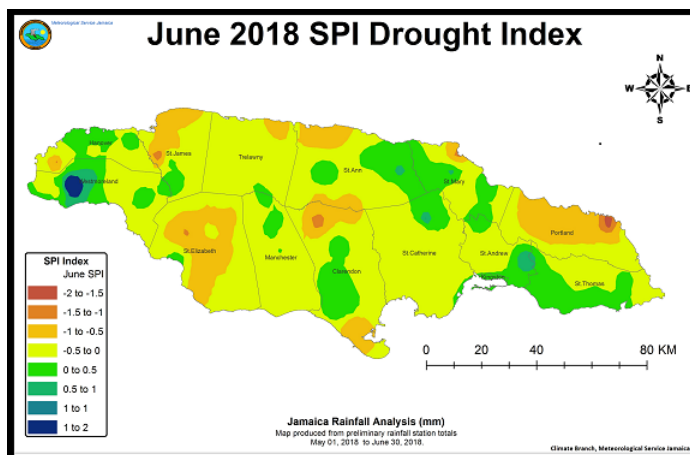 Meteorological Service Jamaica
June 2018 SPI Drought Index
N
W E
S
Hanover
St.James
Trelawny
Westmoreland
St.Ann
St.Mary
Portland
St.Elizabeth
Manchester
Clarendon
St.Catherine
St.Andrew
Kingston
St.Thomas
SPI Index
June SPI
-2 to -1.5
-1.5 to -1
-1 to -0.5
-0.5 to 0
0 to 0.5
0.5 to 1
1 to 1
1 to 2
0 20 40 80 KM
Jamaica Rainfall Analysis (mm)
Map produced from preliminary rainfall station totals
May 01, 2018 to June 30, 2018.
Climate Branch, Meteorological Service Jamaica